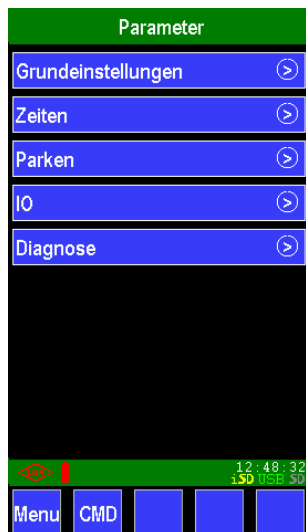 Parameter
Grundeinstellungen
Zeiten
Parken
IO
Diagnose
12:48:32
iSD USB SD
Menu CMD